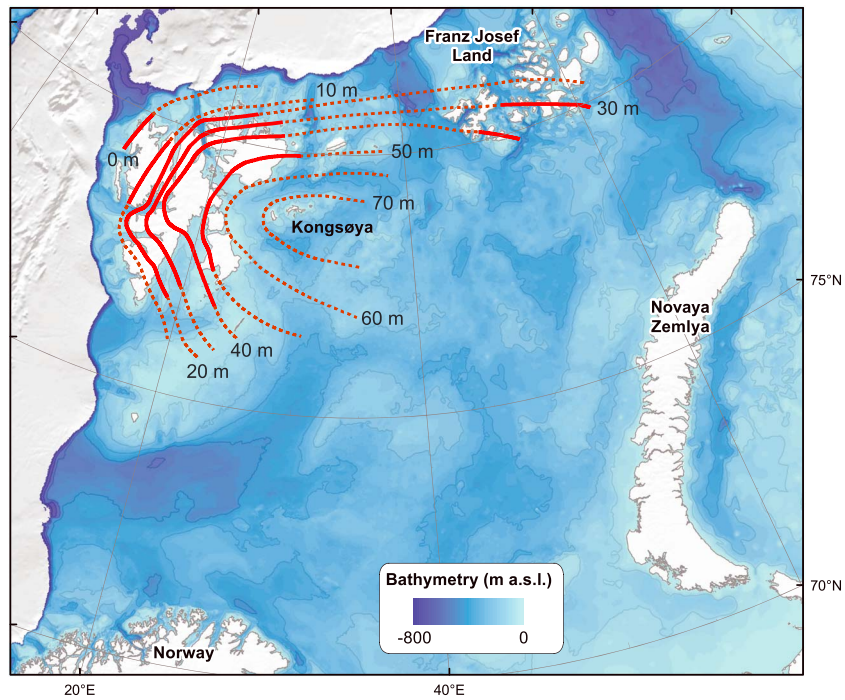 Franz Josef
Land
10 m
30 m
0 m
50 m
70 m
Kongsøya
75°N
Novaya
Zemlya
60 m
40 m
20 m
Bathymetry (m a.s.l.)
-800
0
70°N
Norway
20°E
40°E